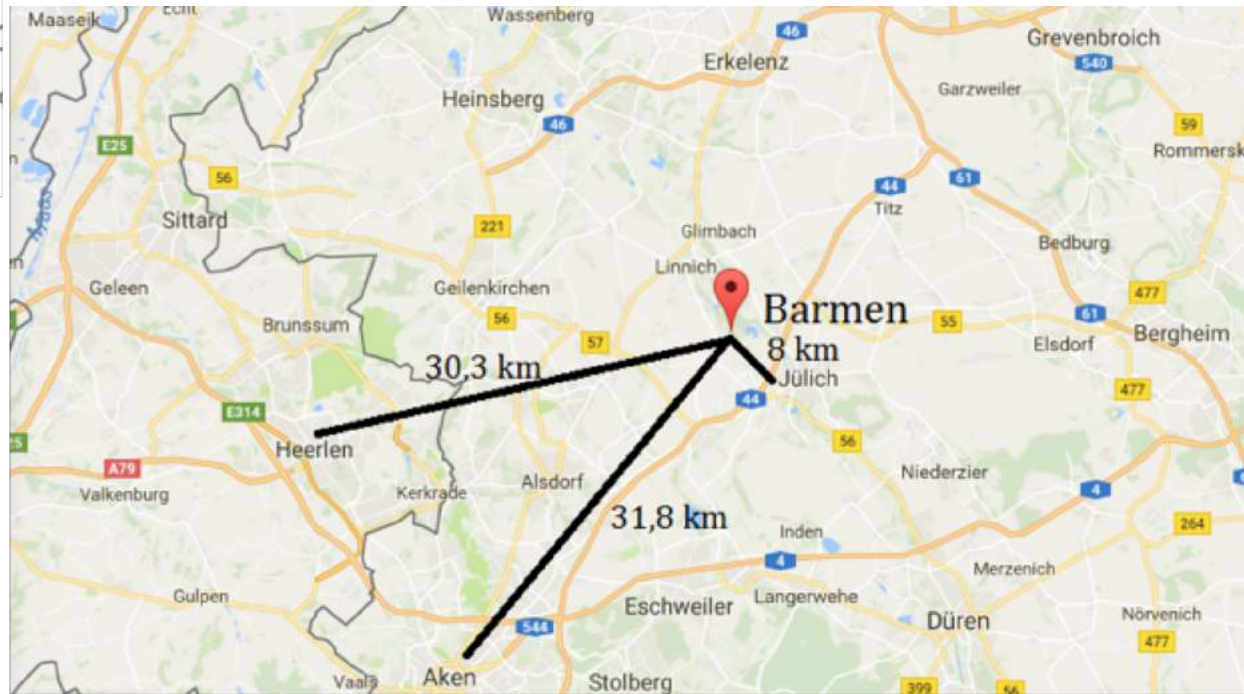 Maaseik
Echt
Wassenberg
46
Erkelenz
Grevenbroich
540
Heinsberg
46
Garzweiler
59
Rommersk
E25
56
44
61
Titz
Sittard
221
Glimbach
Bedburg
Linnich
Geleen
Geilenkirchen
477
56
Barmen
55
61
Bergheim
Brunssum
57
Elsdorf
8 km
30,3 km
Jülich
477
44
E314
Heerlen
56
A79
Valkenburg
Kerkrade
Alsdorf
Niederzier
4
31,8 km
264
Inden
4
Merzenich
Gulpen
Eschweiler
Langerwehe
Nörvenich
544
Düren
477
Vaals
Aken
Stolberg
399
56